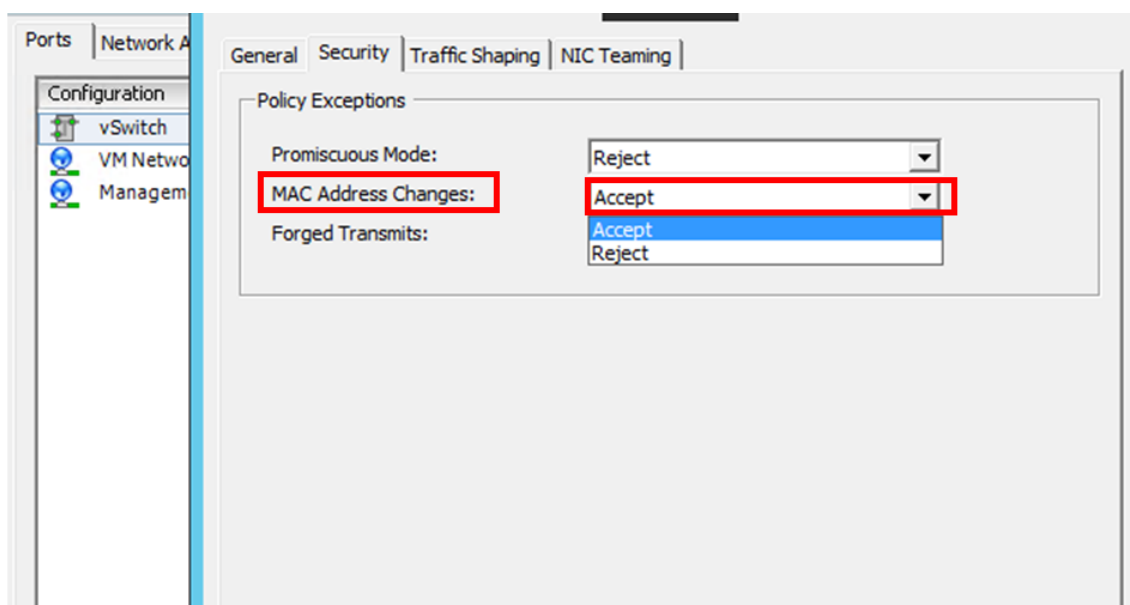 Ports Network A
Configuration
vSwitch
VM Netwo
Managem
General Security Traffic Shaping NIC Teaming
Policy Exceptions
Promiscuous Mode: Reject
MAC Address Changes: Accept
Forged Transmits: Accept
Reject